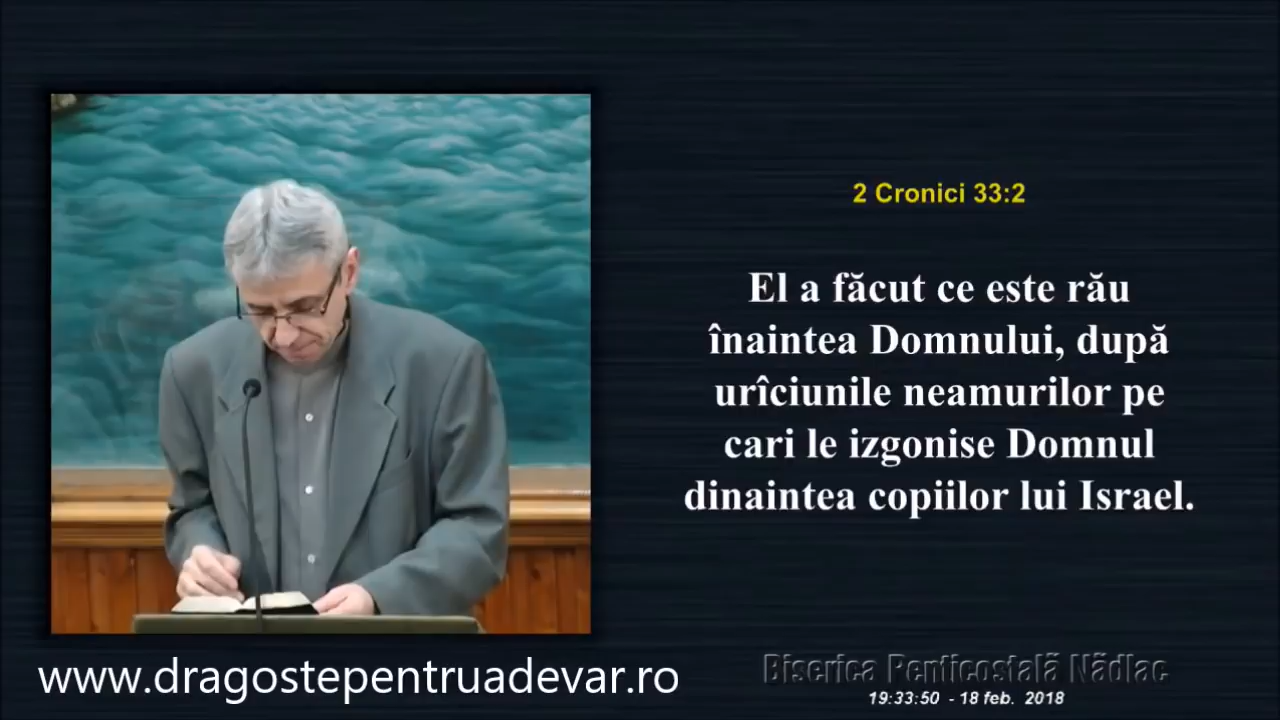 2 Cronici 33:2
El a făcut ce este rău
înaintea Domnului, după
urîciunile neamurilor pe
cari le izgonise Domnul
dinaintea copiilor lui Israel.
www.dragostepentruadevar.ro
Biserica Penticostală Nădlac
19:33:50 - 18 feb. 2018